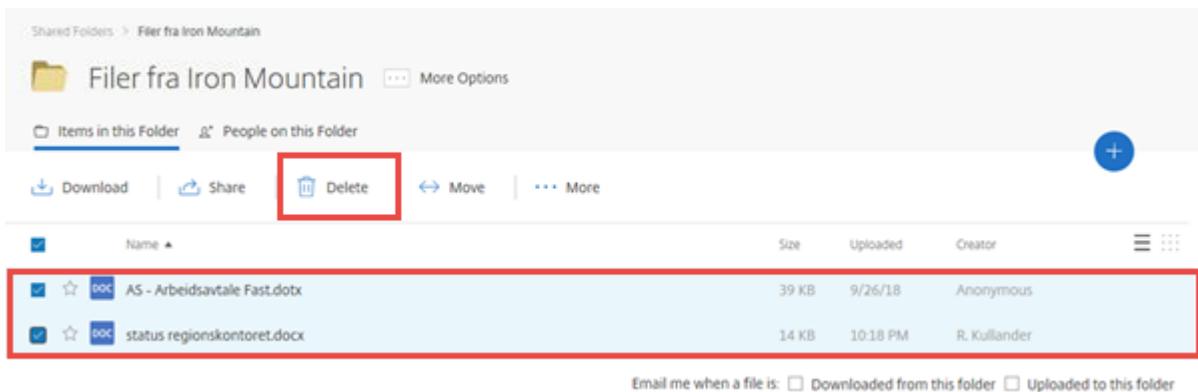 Shared Folders > Filer fra Iron Mountain
Filer fra Iron Mountain ··· More Options
Items in this Folder People on this Folder
+
Download Share Delete Move ··· More
Name ▲ Size Uploaded Creator
DOC AS - Arbeidsavtale Fast.dotx 39 KB 9/26/18 Anonymous
DOC status regionskontoret.docx 14 KB 10:18 PM R. Kullander
Email me when a file is: Downloaded from this folder Uploaded to this folder